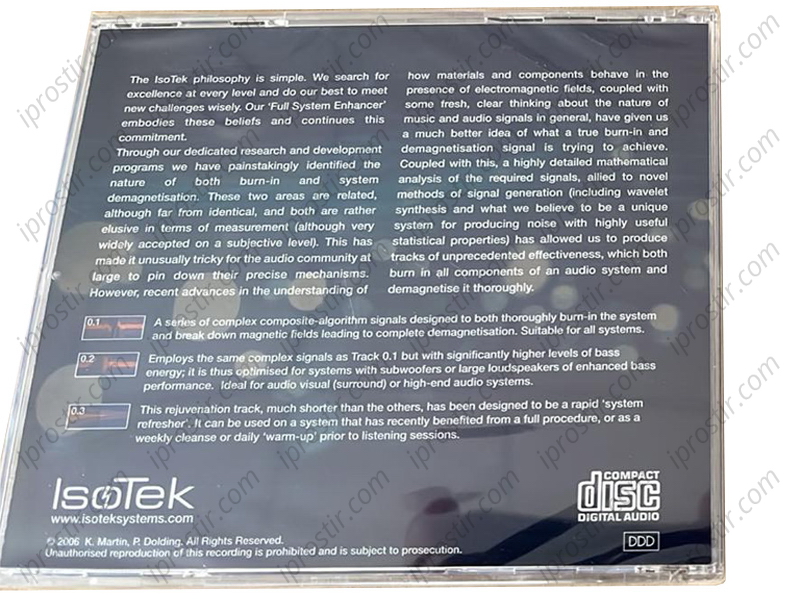 The IsoTek philosophy is simple. We search for
excellence at every level and do our best to meet
new challenges wisely. Our 'Full System Enhancer'
embodies these beliefs and continues this
commitment.
Through our dedicated research and development
programs we have painstakingly identified the
nature of both burn-in and system
demagnetisation. These two areas are related,
although far from identical, and both are rather
elusive in terms of measurement (although very
widely accepted on a subjective level). This has
made it unusually tricky for the audio community at
large to pin down their precise mechanisms.
However, recent advances in the understanding of
how materials and components behave in the
presence of electromagnetic fields, coupled with
some fresh, clear thinking about the nature of
music and audio signals in general, have given us
a much better idea of what a true burn-in and
demagnetisation signal is trying to achieve.
Coupled with this, a highly detailed mathematical
analysis of the required signals, allied to novel
methods of signal generation (including wavelet
synthesis and what we believe to be a unique
system for producing noise with highly useful
statistical properties) has allowed us to produce
tracks of unprecedented effectiveness, which both
burn in all components of an audio system and
demagnetise it thoroughly.
0.1
A series of complex composite-algorithm signals designed to both thoroughly burn-in the system
and break down magnetic fields leading to complete demagnetisation. Suitable for all systems.
0.2
Employs the same complex signals as Track 0.1 but with significantly higher levels of bass
energy; it is thus optimised for systems with subwoofers or large loudspeakers of enhanced bass
performance. Ideal for audio visual (surround) or high-end audio systems.
0.3
This rejuvenation track, much shorter than the others, has been designed to be a rapid 'system
refresher'. It can be used on a system that has recently benefited from a full procedure, or as a
weekly cleanse or daily 'warm-up' prior to listening sessions.
IsoTek
www.isoteksystems.com
COMPACT
disc
DIGITAL AUDIO
© 2006 K. Martin, P. Dolding. All Rights Reserved.
Unauthorised reproduction of this recording is prohibited and is subject to prosecution.
DDD
iprostir.com